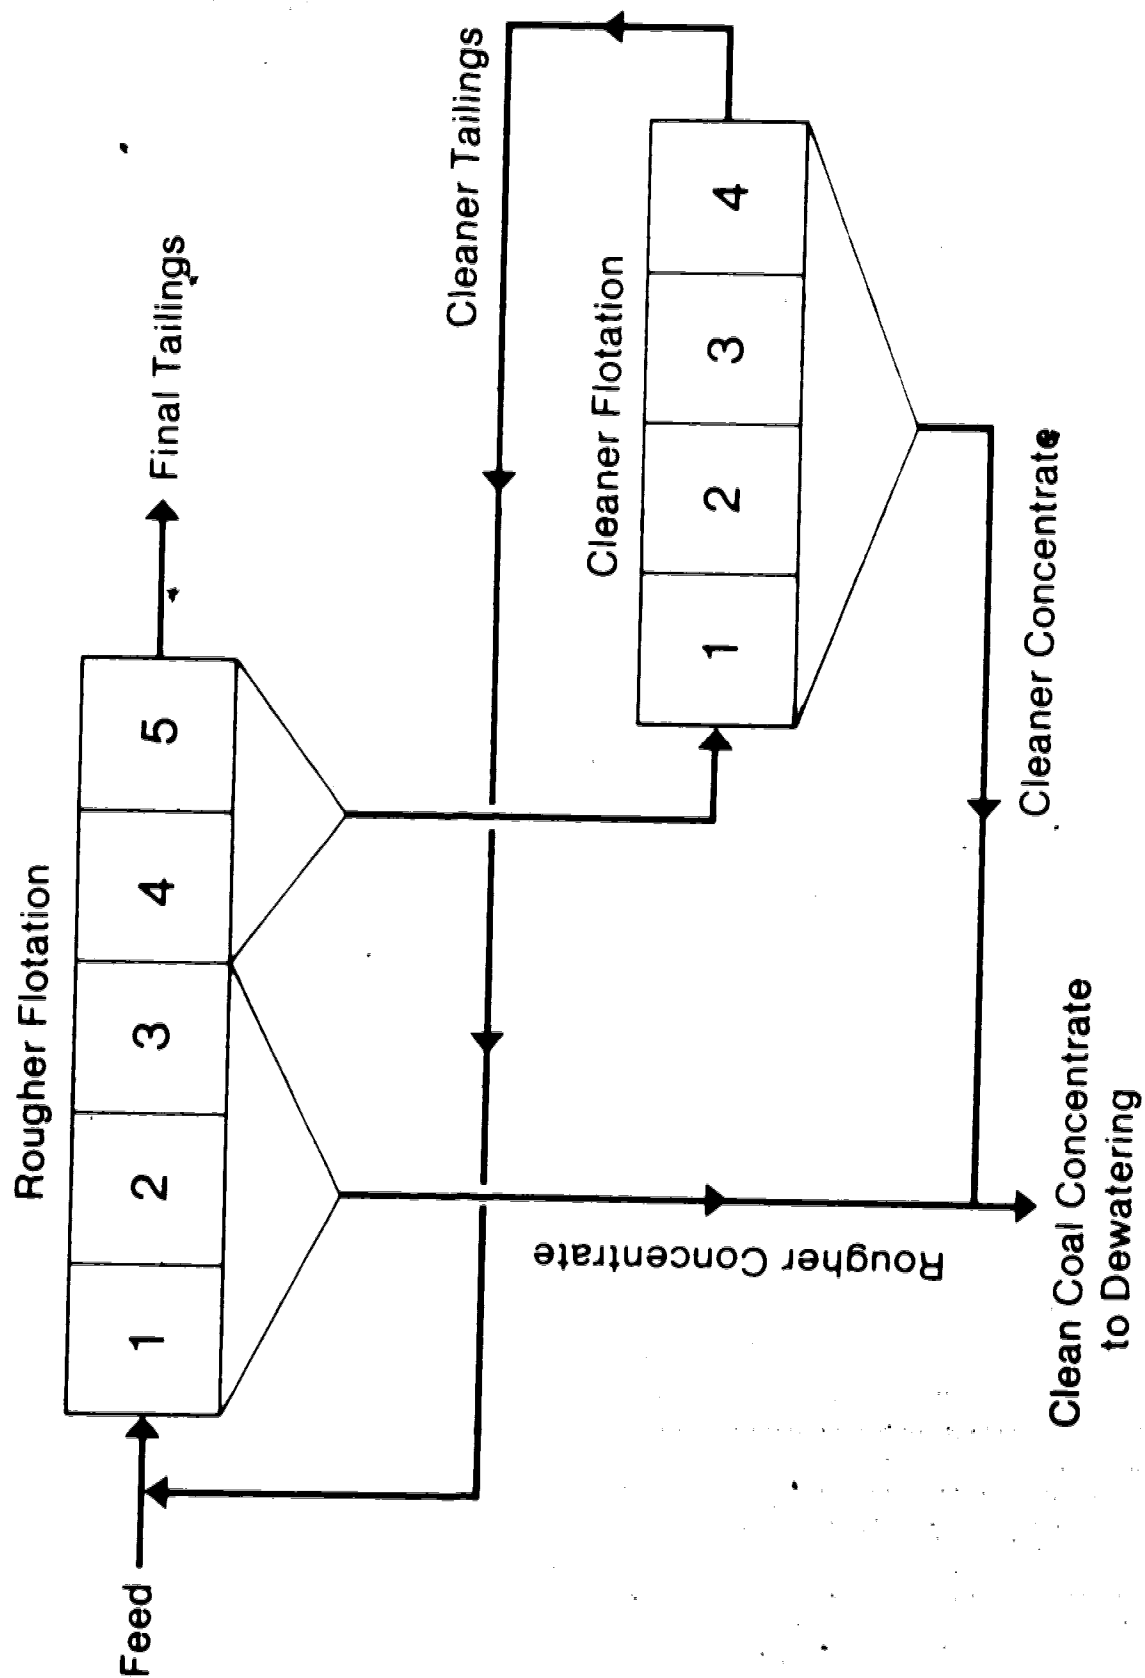 Rougher Flotation
Feed
1
2
3
4
5
Final Tailings
Cleaner Tailings
Cleaner Flotation
1
2
3
4
Rougher Concentrate
Cleaner Concentrate
Clean Coal Concentrate
to Dewatering